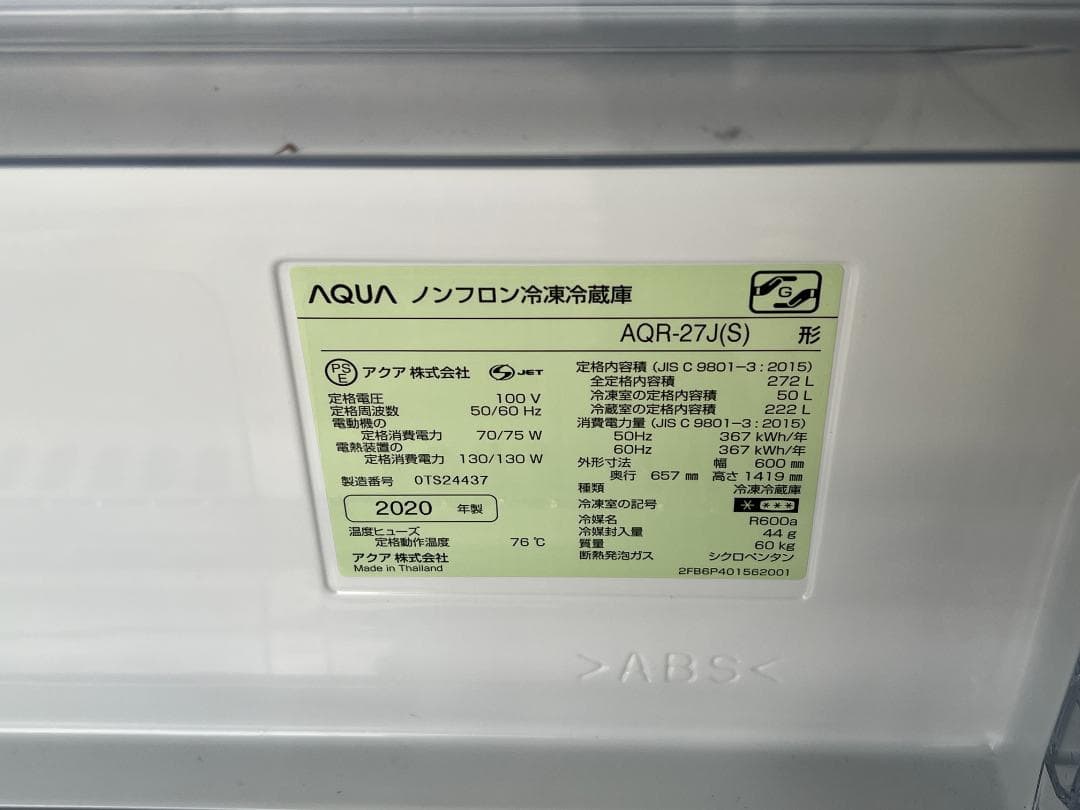 AQUA ノンフロン冷凍冷蔵庫
G
AQR-27J(S) 形
PSE アクア 株式会社 S JET
定格電圧 100 V
定格周波数 50/60 Hz
電動機の
定格消費電力 70/75 W
電熱装置の
定格消費電力 130/130 W
製造番号 0TS24437
2020 年製
温度ヒューズ
定格動作温度 76 ℃
アクア 株式会社
Made in Thailand
定格内容積 (JIS C 9801-3 : 2015)
全定格内容積 272 L
冷凍室の定格内容積 50 L
冷蔵室の定格内容積 222 L
消費電力量 (JIS C 9801-3 : 2015)
50Hz 367 kWh/年
60Hz 367 kWh/年
外形寸法 幅 600 mm
奥行 657 mm 高さ 1419 mm
種類 冷凍冷蔵庫
冷凍室の記号 * ***
冷媒名 R600a
冷媒封入量 44 g
質量 60 kg
断熱発泡ガス シクロペンタン
2FB6P401562001
>ABS<